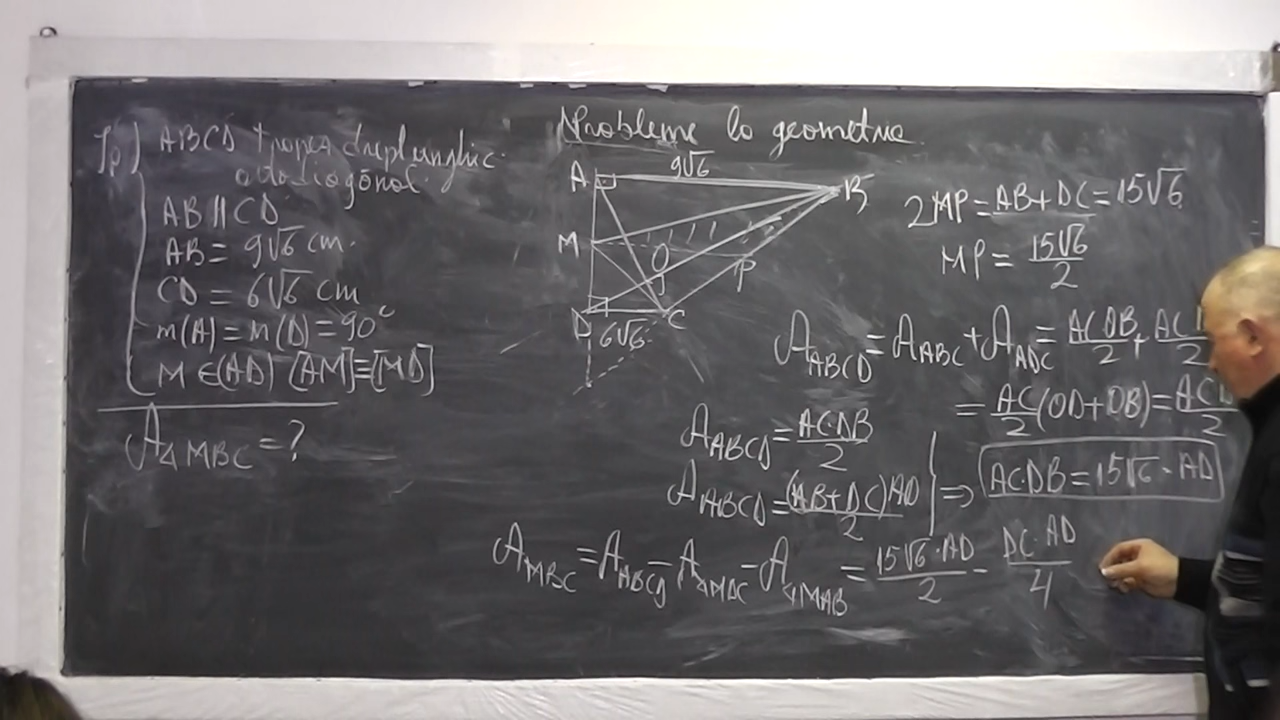 Probleme la geometrie.
Ip) ABCD trapez dreptunghic
ortodiagonal.
AB || CD
AB = 9√6 cm.
CD = 6√6 cm
m(A) = m(D) = 90°
M ∈ (AD) [AM] ≡ [MD]
A△MBC = ?
9√6
A
B
M
O
P
D
C
6√6
2MP = AB + DC = 15√6
MP = 15√6 / 2
A_ABCD = A_ABC + A_ADC = AC·OB / 2 + AC / 2
= AC / 2 (OD + OB) = AC / 2
A_ABCD = AC·DB / 2
A_ABCD = (AB + DC) AD / 2
⇒ AC·DB = 15√6 · AD
A_MBC = A_ABCD − A△MDC − A△MAB = 15√6 · AD / 2 − DC · AD / 4